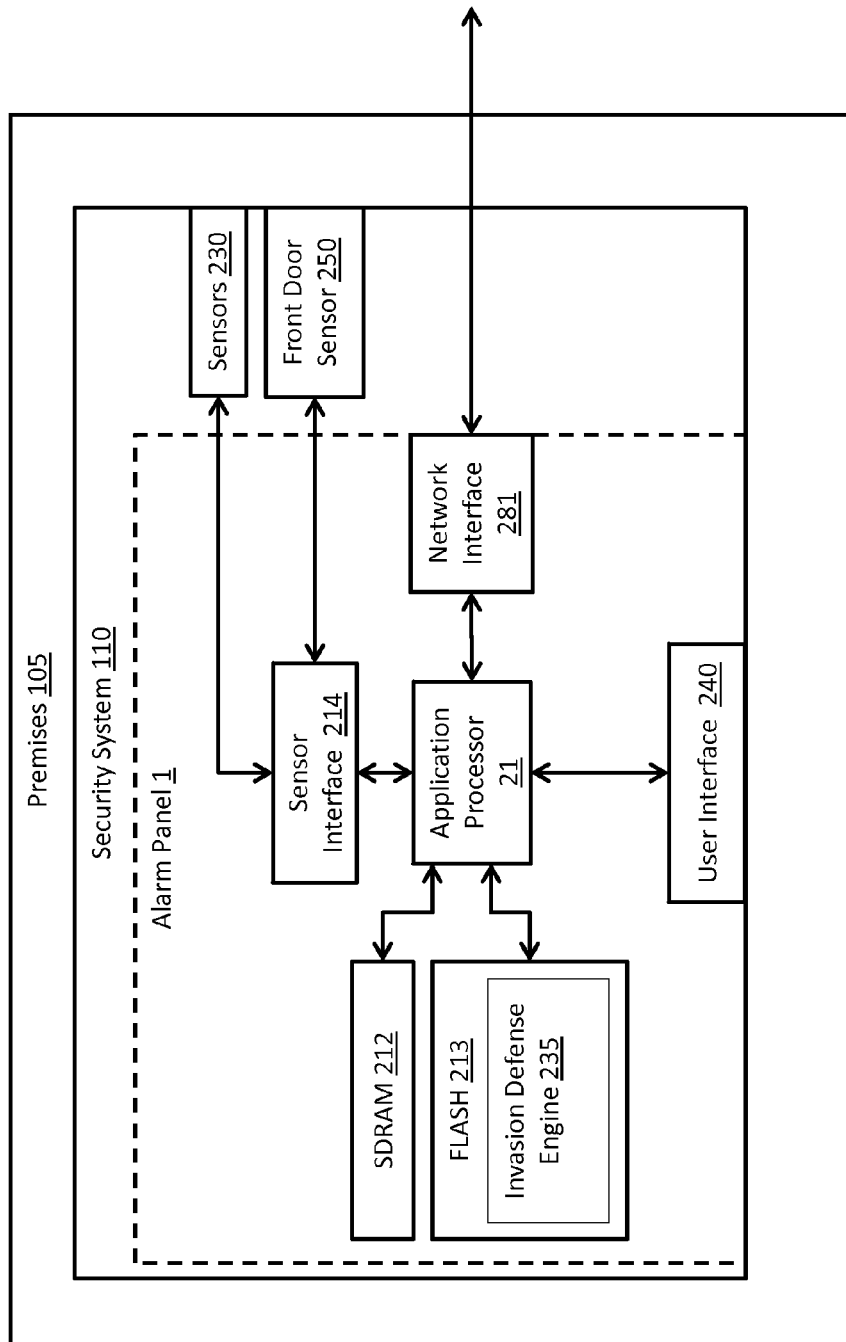 Premises 105
Security System 110
Alarm Panel 1
Sensors 230
Front Door
Sensor 250
Sensor
Interface 214
Network
Interface
281
Application
Processor
21
SDRAM 212
FLASH 213
Invasion Defense
Engine 235
User Interface 240